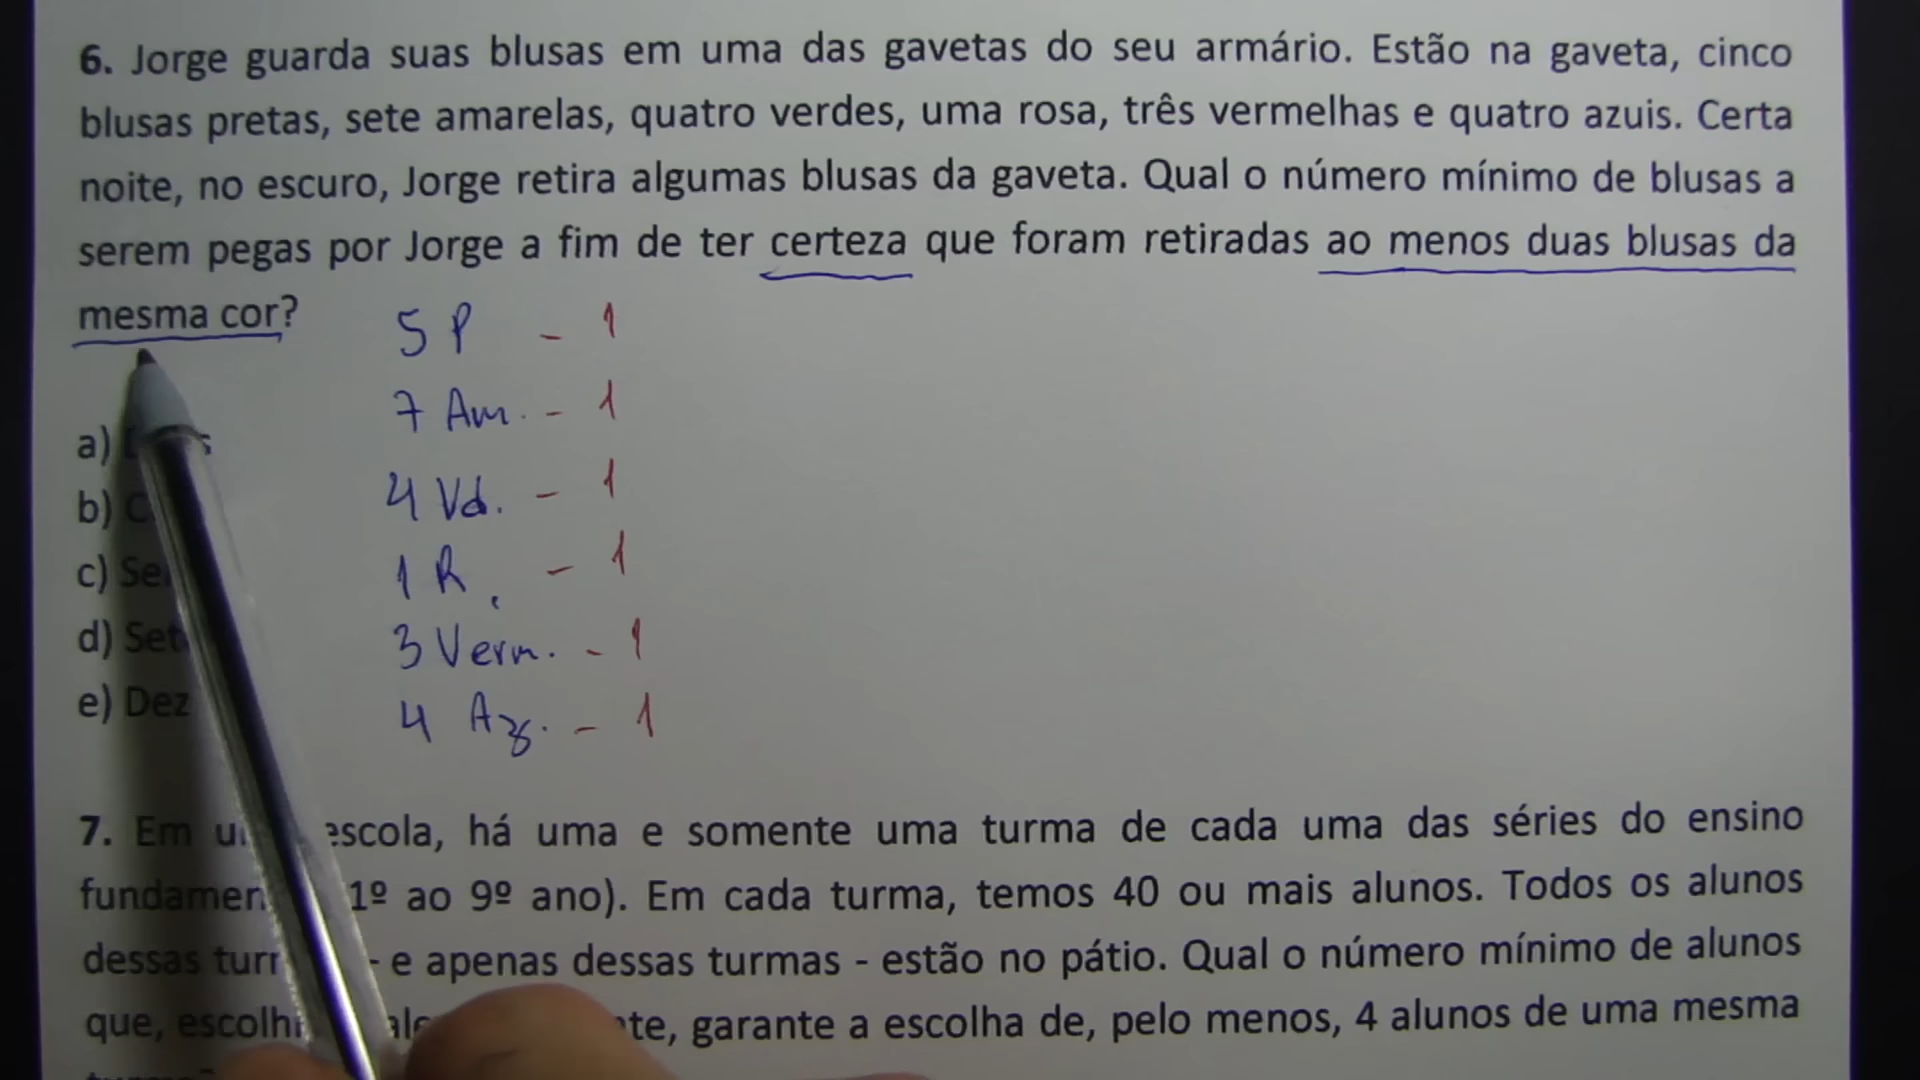 6. Jorge guarda suas blusas em uma das gavetas do seu armário. Estão na gaveta, cinco
blusas pretas, sete amarelas, quatro verdes, uma rosa, três vermelhas e quatro azuis. Certa
noite, no escuro, Jorge retira algumas blusas da gaveta. Qual o número mínimo de blusas a
serem pegas por Jorge a fim de ter certeza que foram retiradas ao menos duas blusas da
mesma cor?
5 P - 1
7 Am. - 1
4 Vd. - 1
1 R. - 1
3 Verm. - 1
4 Az. - 1
a)
b)
c)
d)
e) Dez
7. Em escola, há uma e somente uma turma de cada uma das séries do ensino
1º ao 9º ano). Em cada turma, temos 40 ou mais alunos. Todos os alunos
dessas - e apenas dessas turmas - estão no pátio. Qual o número mínimo de alunos
que, garante a escolha de, pelo menos, 4 alunos de uma mesma